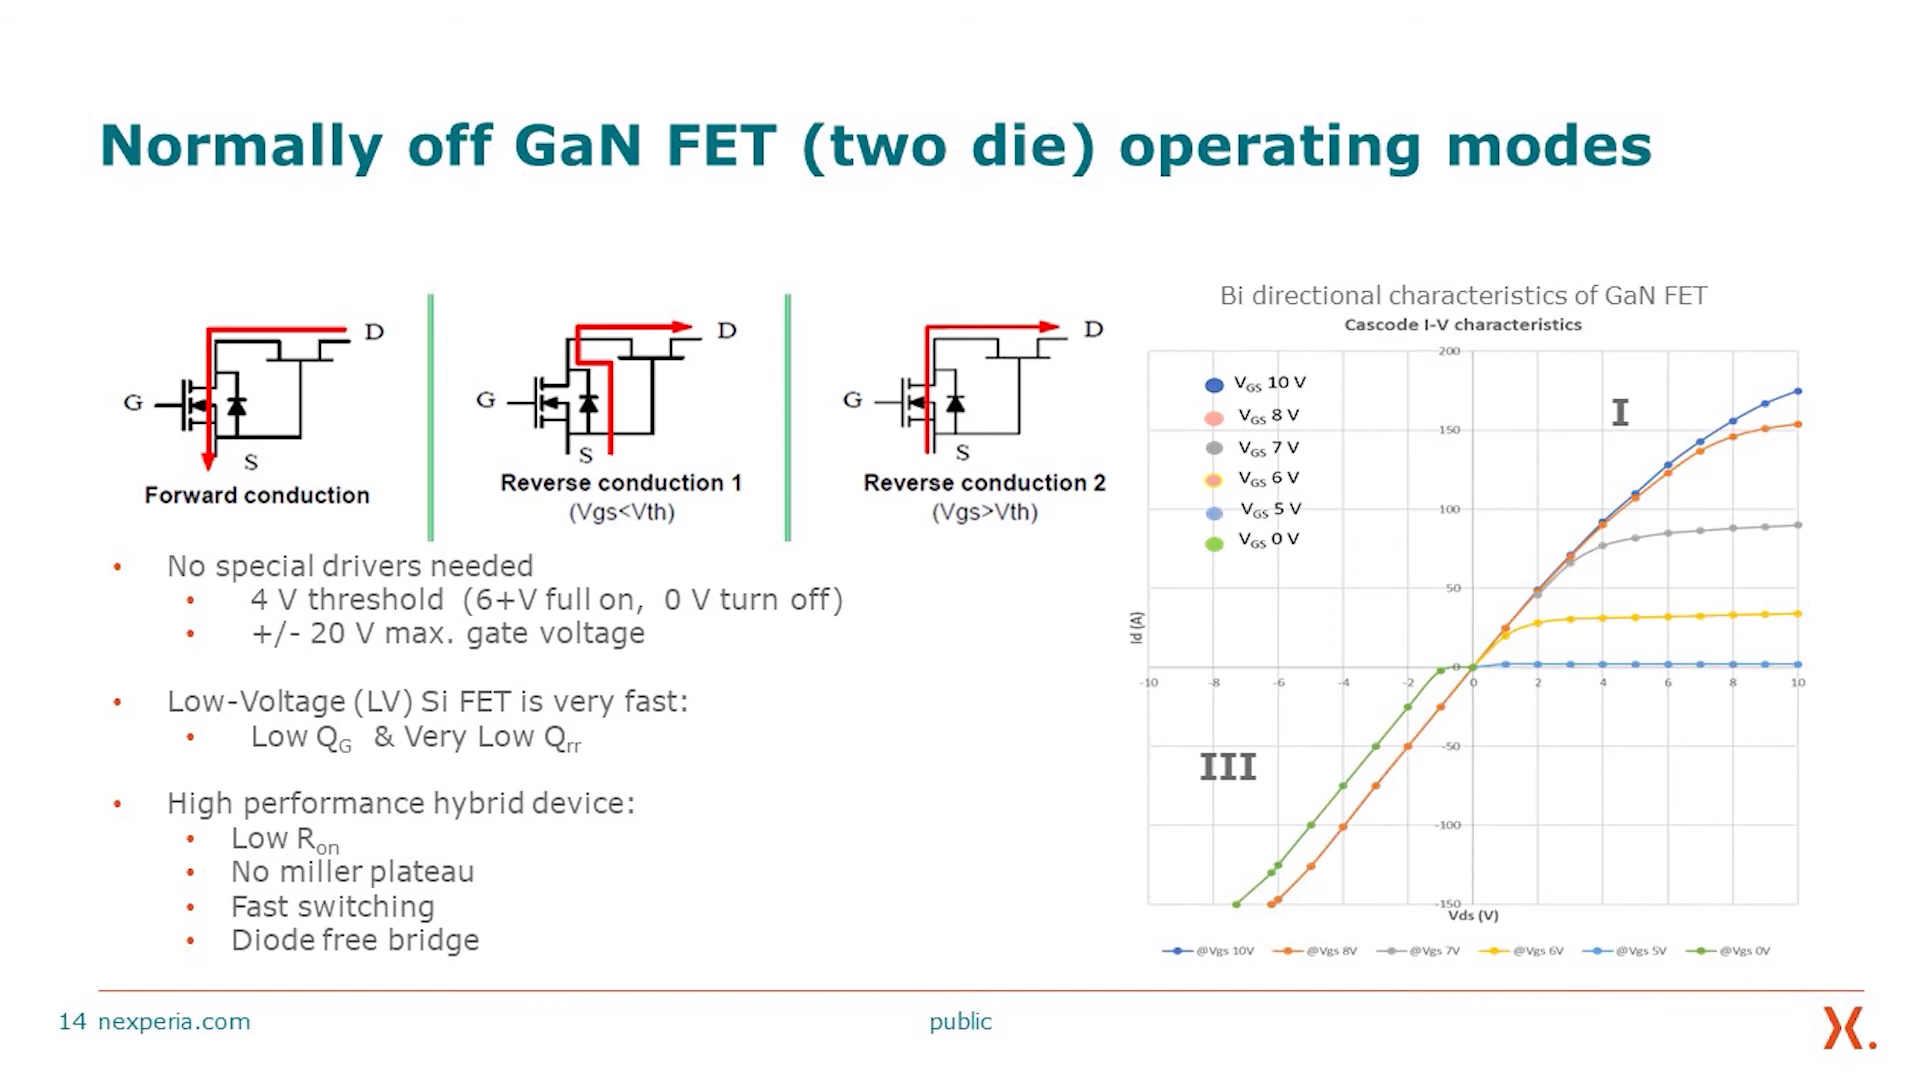 Normally off GaN FET (two die) operating modes
D
G
S
Forward conduction
D
G
S
Reverse conduction 1
(Vgs<Vth)
D
G
S
Reverse conduction 2
(Vgs>Vth)
• No special drivers needed
• 4 V threshold (6+V full on, 0 V turn off)
• +/- 20 V max. gate voltage
• Low-Voltage (LV) Si FET is very fast:
• Low QG & Very Low Qrr
• High performance hybrid device:
• Low Ron
• No miller plateau
• Fast switching
• Diode free bridge
Bi directional characteristics of GaN FET
Cascode I-V characteristics
VGS 10 V
VGS 8 V
VGS 7 V
VGS 6 V
VGS 5 V
VGS 0 V
I
III
200
150
100
50
0
-50
-100
-150
-10 -8 -6 -4 -2 0 2 4 6 8 10
Id (A)
Vds (V)
@Vgs 10V @Vgs 8V @Vgs 7V @Vgs 6V @Vgs 5V @Vgs 0V
14 nexperia.com
public